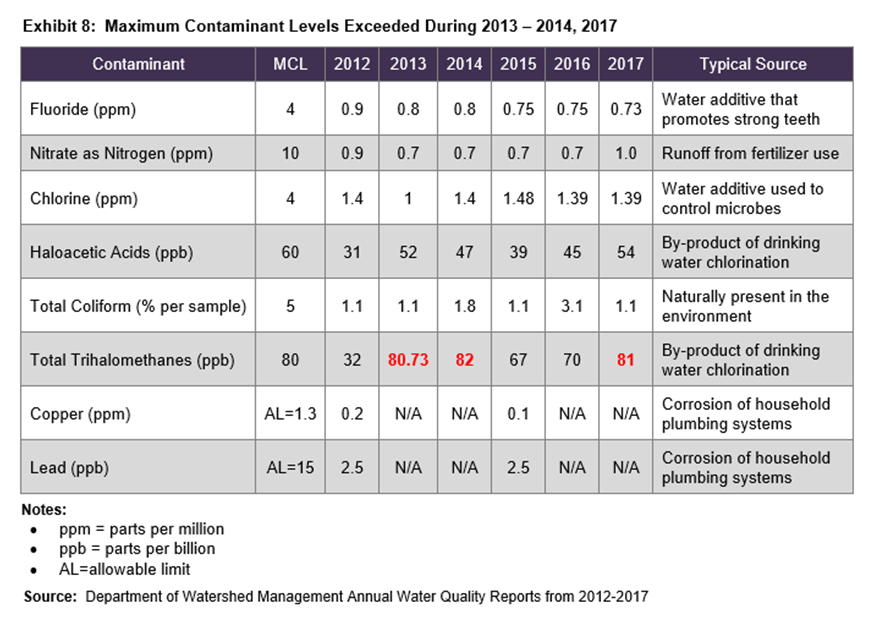 Exhibit 8: Maximum Contaminant Levels Exceeded During 2013 – 2014, 2017
Contaminant MCL 2012 2013 2014 2015 2016 2017 Typical Source
Fluoride (ppm) 4 0.9 0.8 0.8 0.75 0.75 0.73 Water additive that
promotes strong teeth
Nitrate as Nitrogen (ppm) 10 0.9 0.7 0.7 0.7 0.7 1.0 Runoff from fertilizer use
Chlorine (ppm) 4 1.4 1 1.4 1.48 1.39 1.39 Water additive used to
control microbes
Haloacetic Acids (ppb) 60 31 52 47 39 45 54 By-product of drinking
water chlorination
Total Coliform (% per sample) 5 1.1 1.1 1.8 1.1 3.1 1.1 Naturally present in the
environment
Total Trihalomethanes (ppb) 80 32 80.73 82 67 70 81 By-product of drinking
water chlorination
Copper (ppm) AL=1.3 0.2 N/A N/A 0.1 N/A N/A Corrosion of household
plumbing systems
Lead (ppb) AL=15 2.5 N/A N/A 2.5 N/A N/A Corrosion of household
plumbing systems
Notes:
• ppm = parts per million
• ppb = parts per billion
• AL=allowable limit
Source: Department of Watershed Management Annual Water Quality Reports from 2012-2017